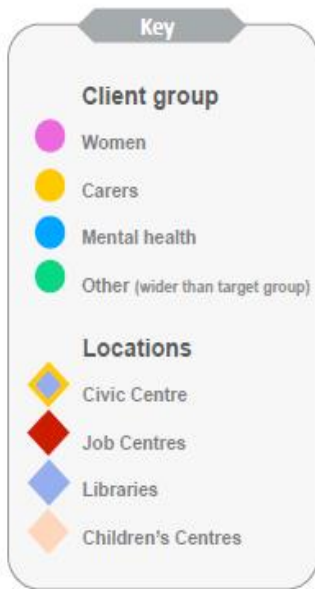 Key
Client group
Women
Carers
Mental health
Other (wider than target group)
Locations
Civic Centre
Job Centres
Libraries
Children's Centres